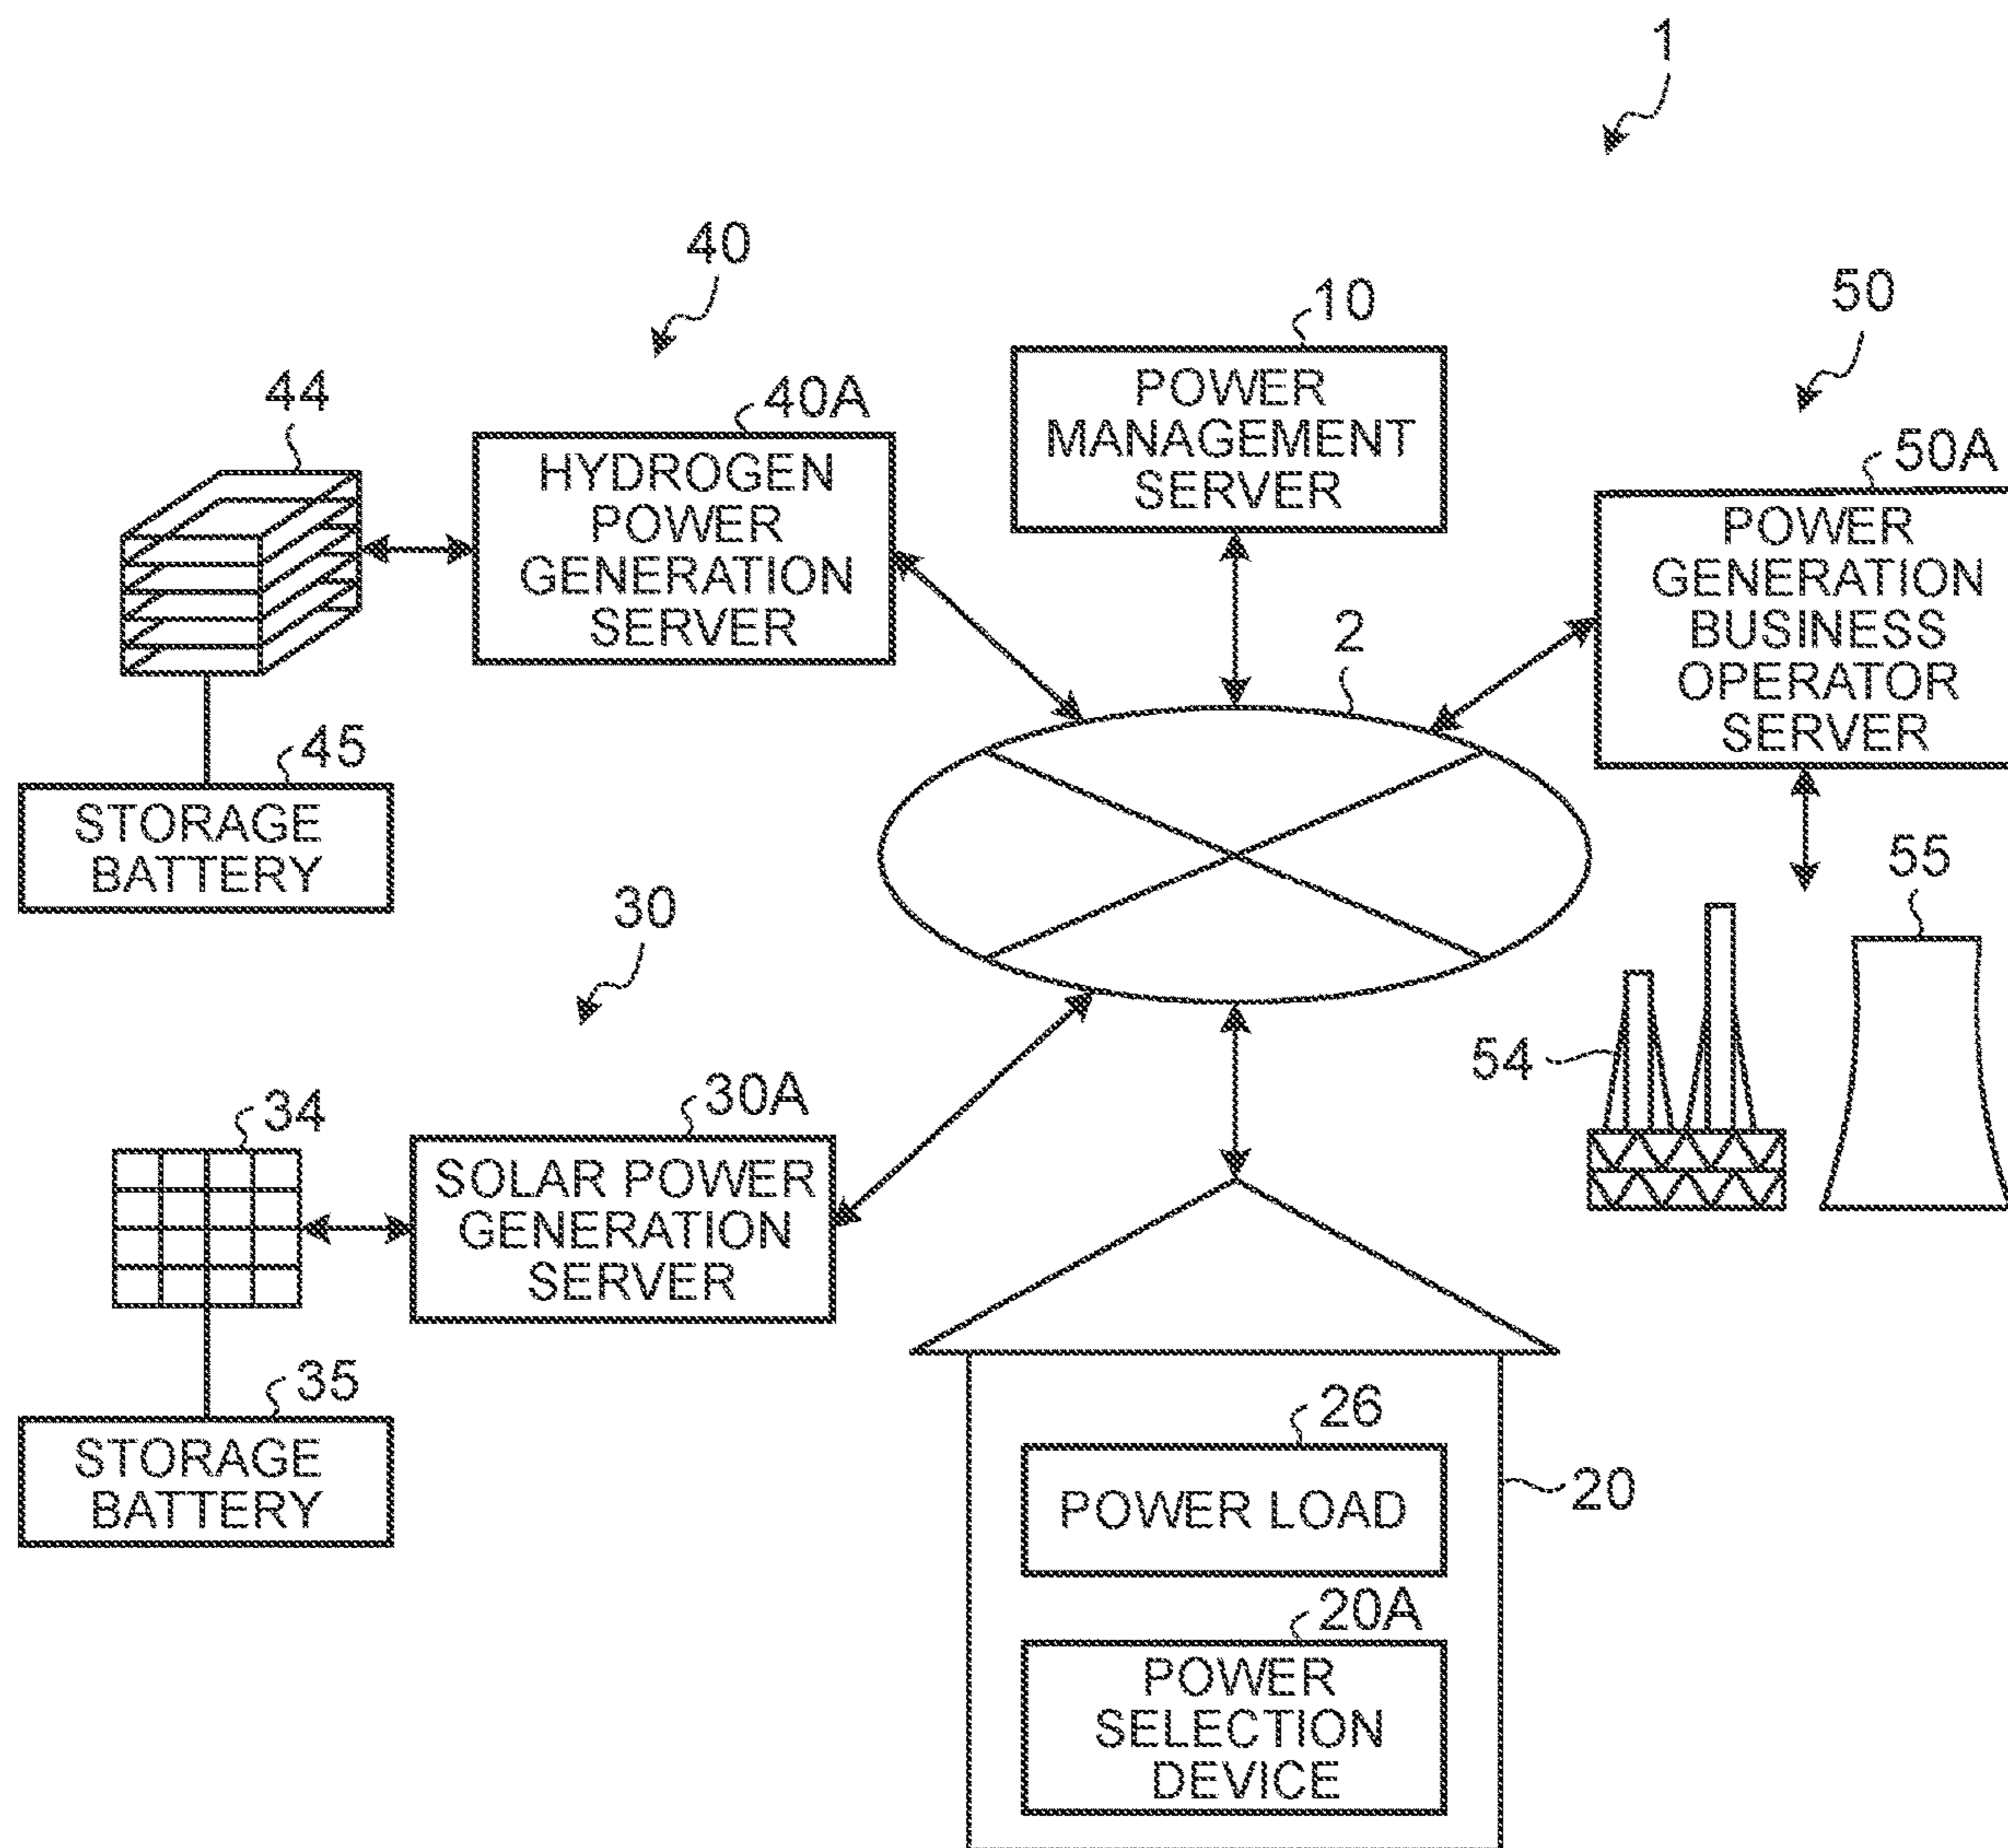 1
40
10
50
44
40A
50A
POWER
MANAGEMENT
SERVER
HYDROGEN
POWER
GENERATION
SERVER
POWER
GENERATION
BUSINESS
OPERATOR
SERVER
2
45
STORAGE
BATTERY
30
55
54
34
30A
SOLAR POWER
GENERATION
SERVER
35
STORAGE
BATTERY
26
POWER LOAD
20
20A
POWER
SELECTION
DEVICE